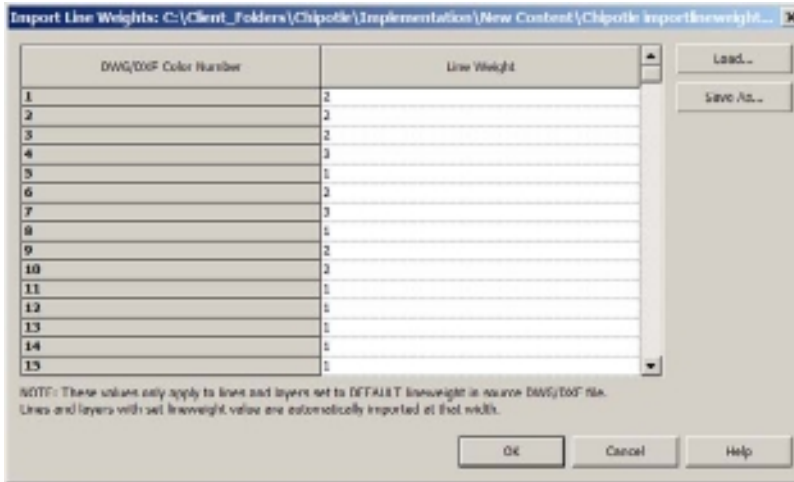 Import Line Weights: C:\Client_Folders\Chipotle\Implementation\New Content\Chipotle importlineweight...
DWG/DXF Color Number Line Weight
Load...
Save As...
1 2
2 2
3 2
4 3
5 1
6 2
7 3
8 1
9 2
10 2
11 1
12 1
13 1
14 1
15 1
NOTE: These values only apply to lines and layers set to DEFAULT lineweight in source DWG/DXF file.
Lines and layers with set lineweight value are automatically imported at that width.
OK Cancel Help